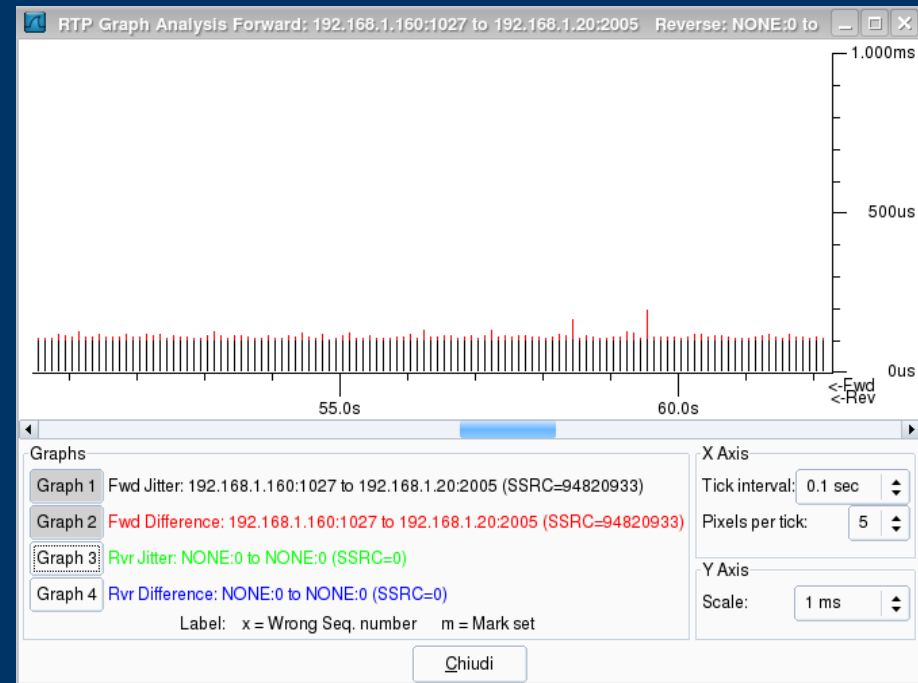 RTP Graph Analysis Forward: 192.168.1.160:1027 to 192.168.1.20:2005 Reverse: NONE:0 to
1.000ms
500us
0us
<-Fwd
<-Rev
55.0s 60.0s
Graphs
Graph 1 Fwd Jitter: 192.168.1.160:1027 to 192.168.1.20:2005 (SSRC=94820933)
Graph 2 Fwd Difference: 192.168.1.160:1027 to 192.168.1.20:2005 (SSRC=94820933)
Graph 3 Rvr Jitter: NONE:0 to NONE:0 (SSRC=0)
Graph 4 Rvr Difference: NONE:0 to NONE:0 (SSRC=0)
Label: x = Wrong Seq. number m = Mark set
X Axis
Tick interval: 0.1 sec
Pixels per tick: 5
Y Axis
Scale: 1 ms
Chiudi